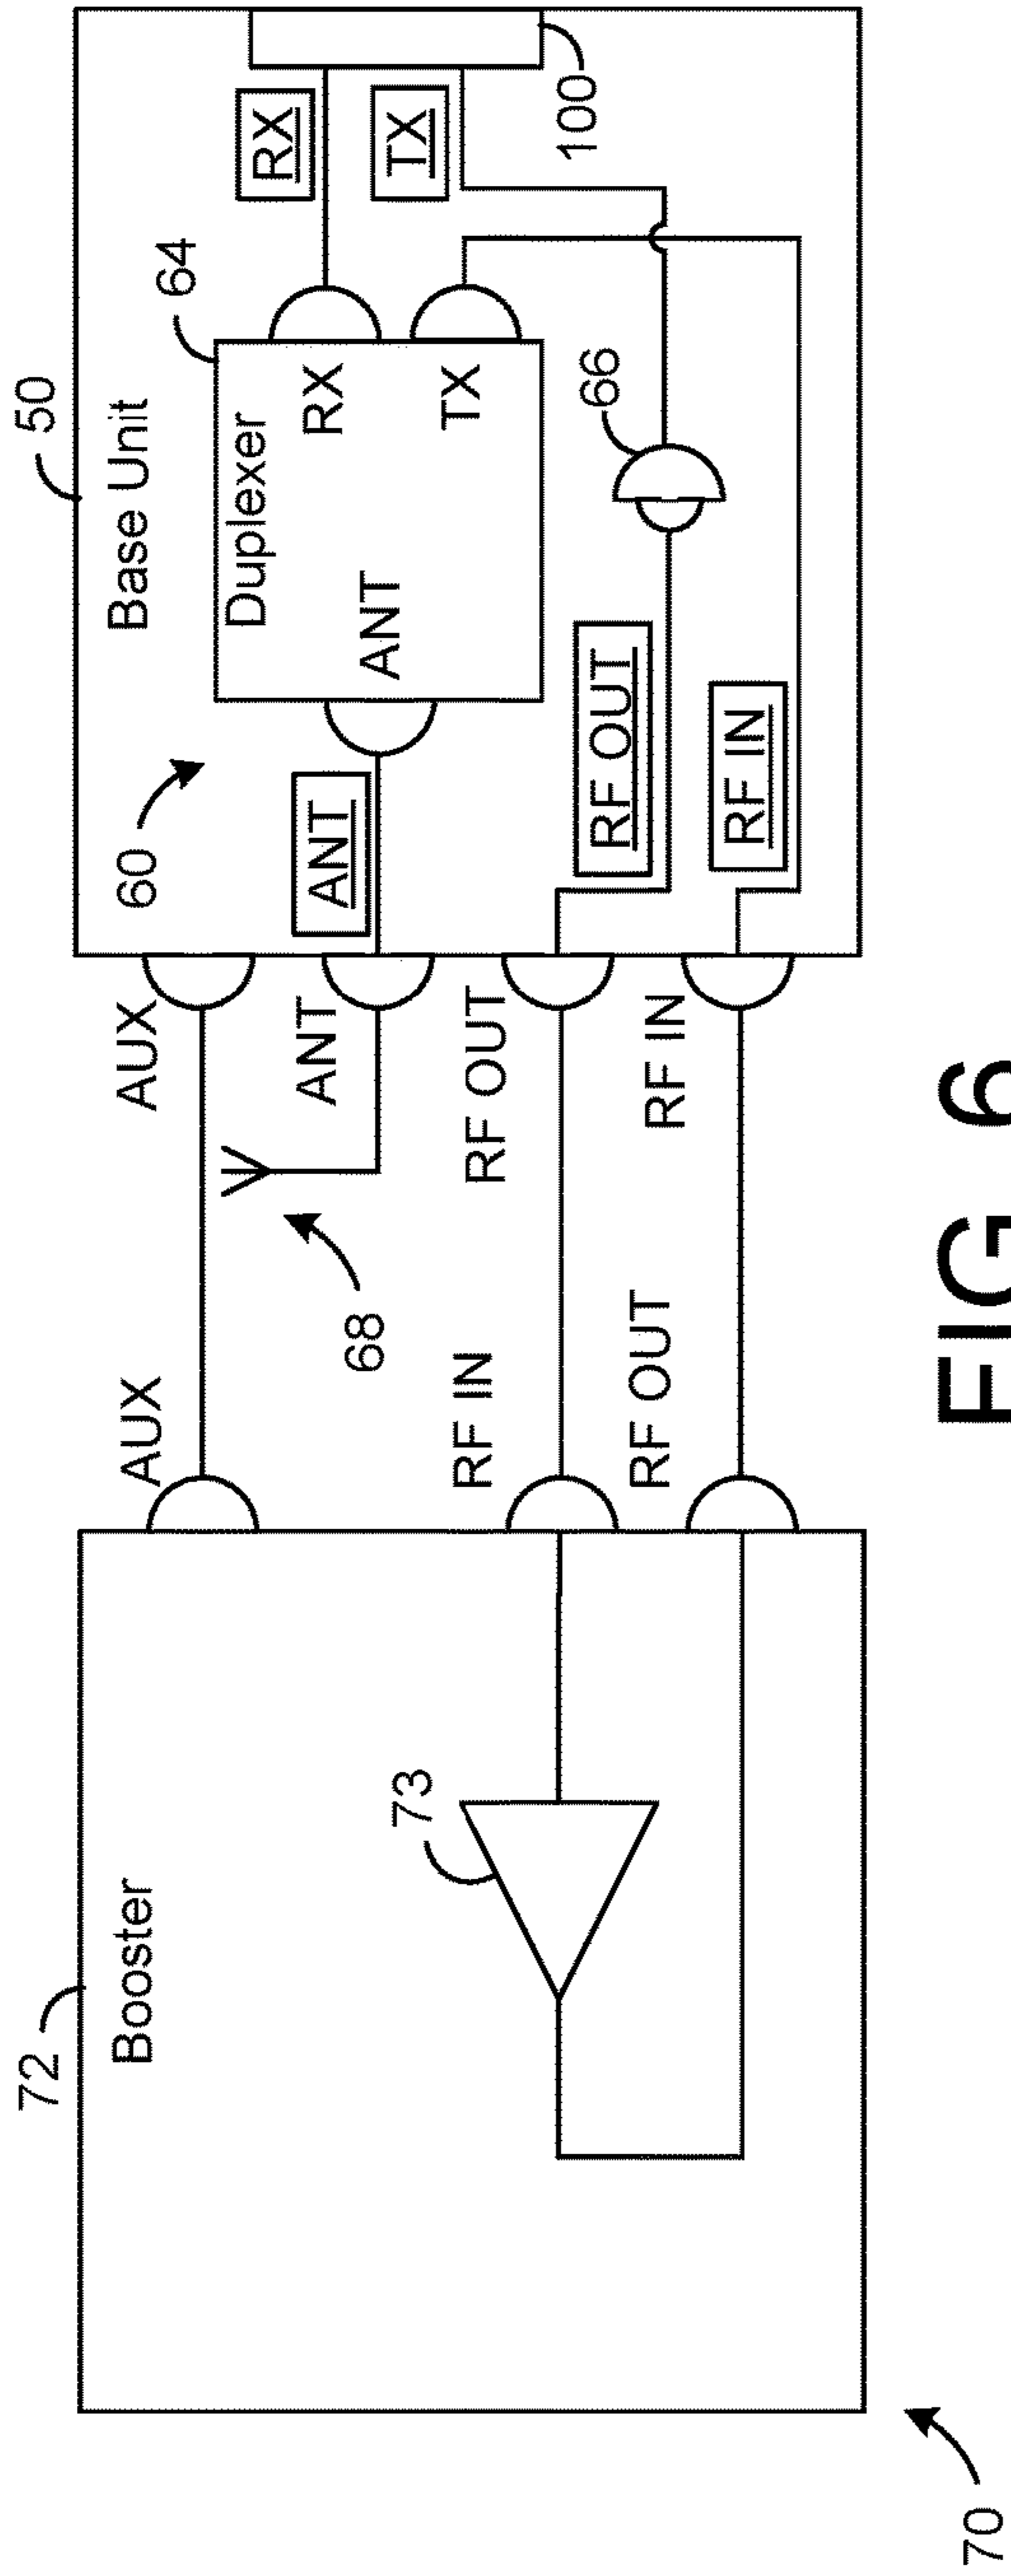 72
Booster
73
70
AUX
RF IN
RF OUT
68
AUX
ANT
RF OUT
RF IN
50
Base Unit
60
64
Duplexer
ANT
RX
TX
ANT
RF OUT
RF IN
66
RX
TX
100
FIG 6